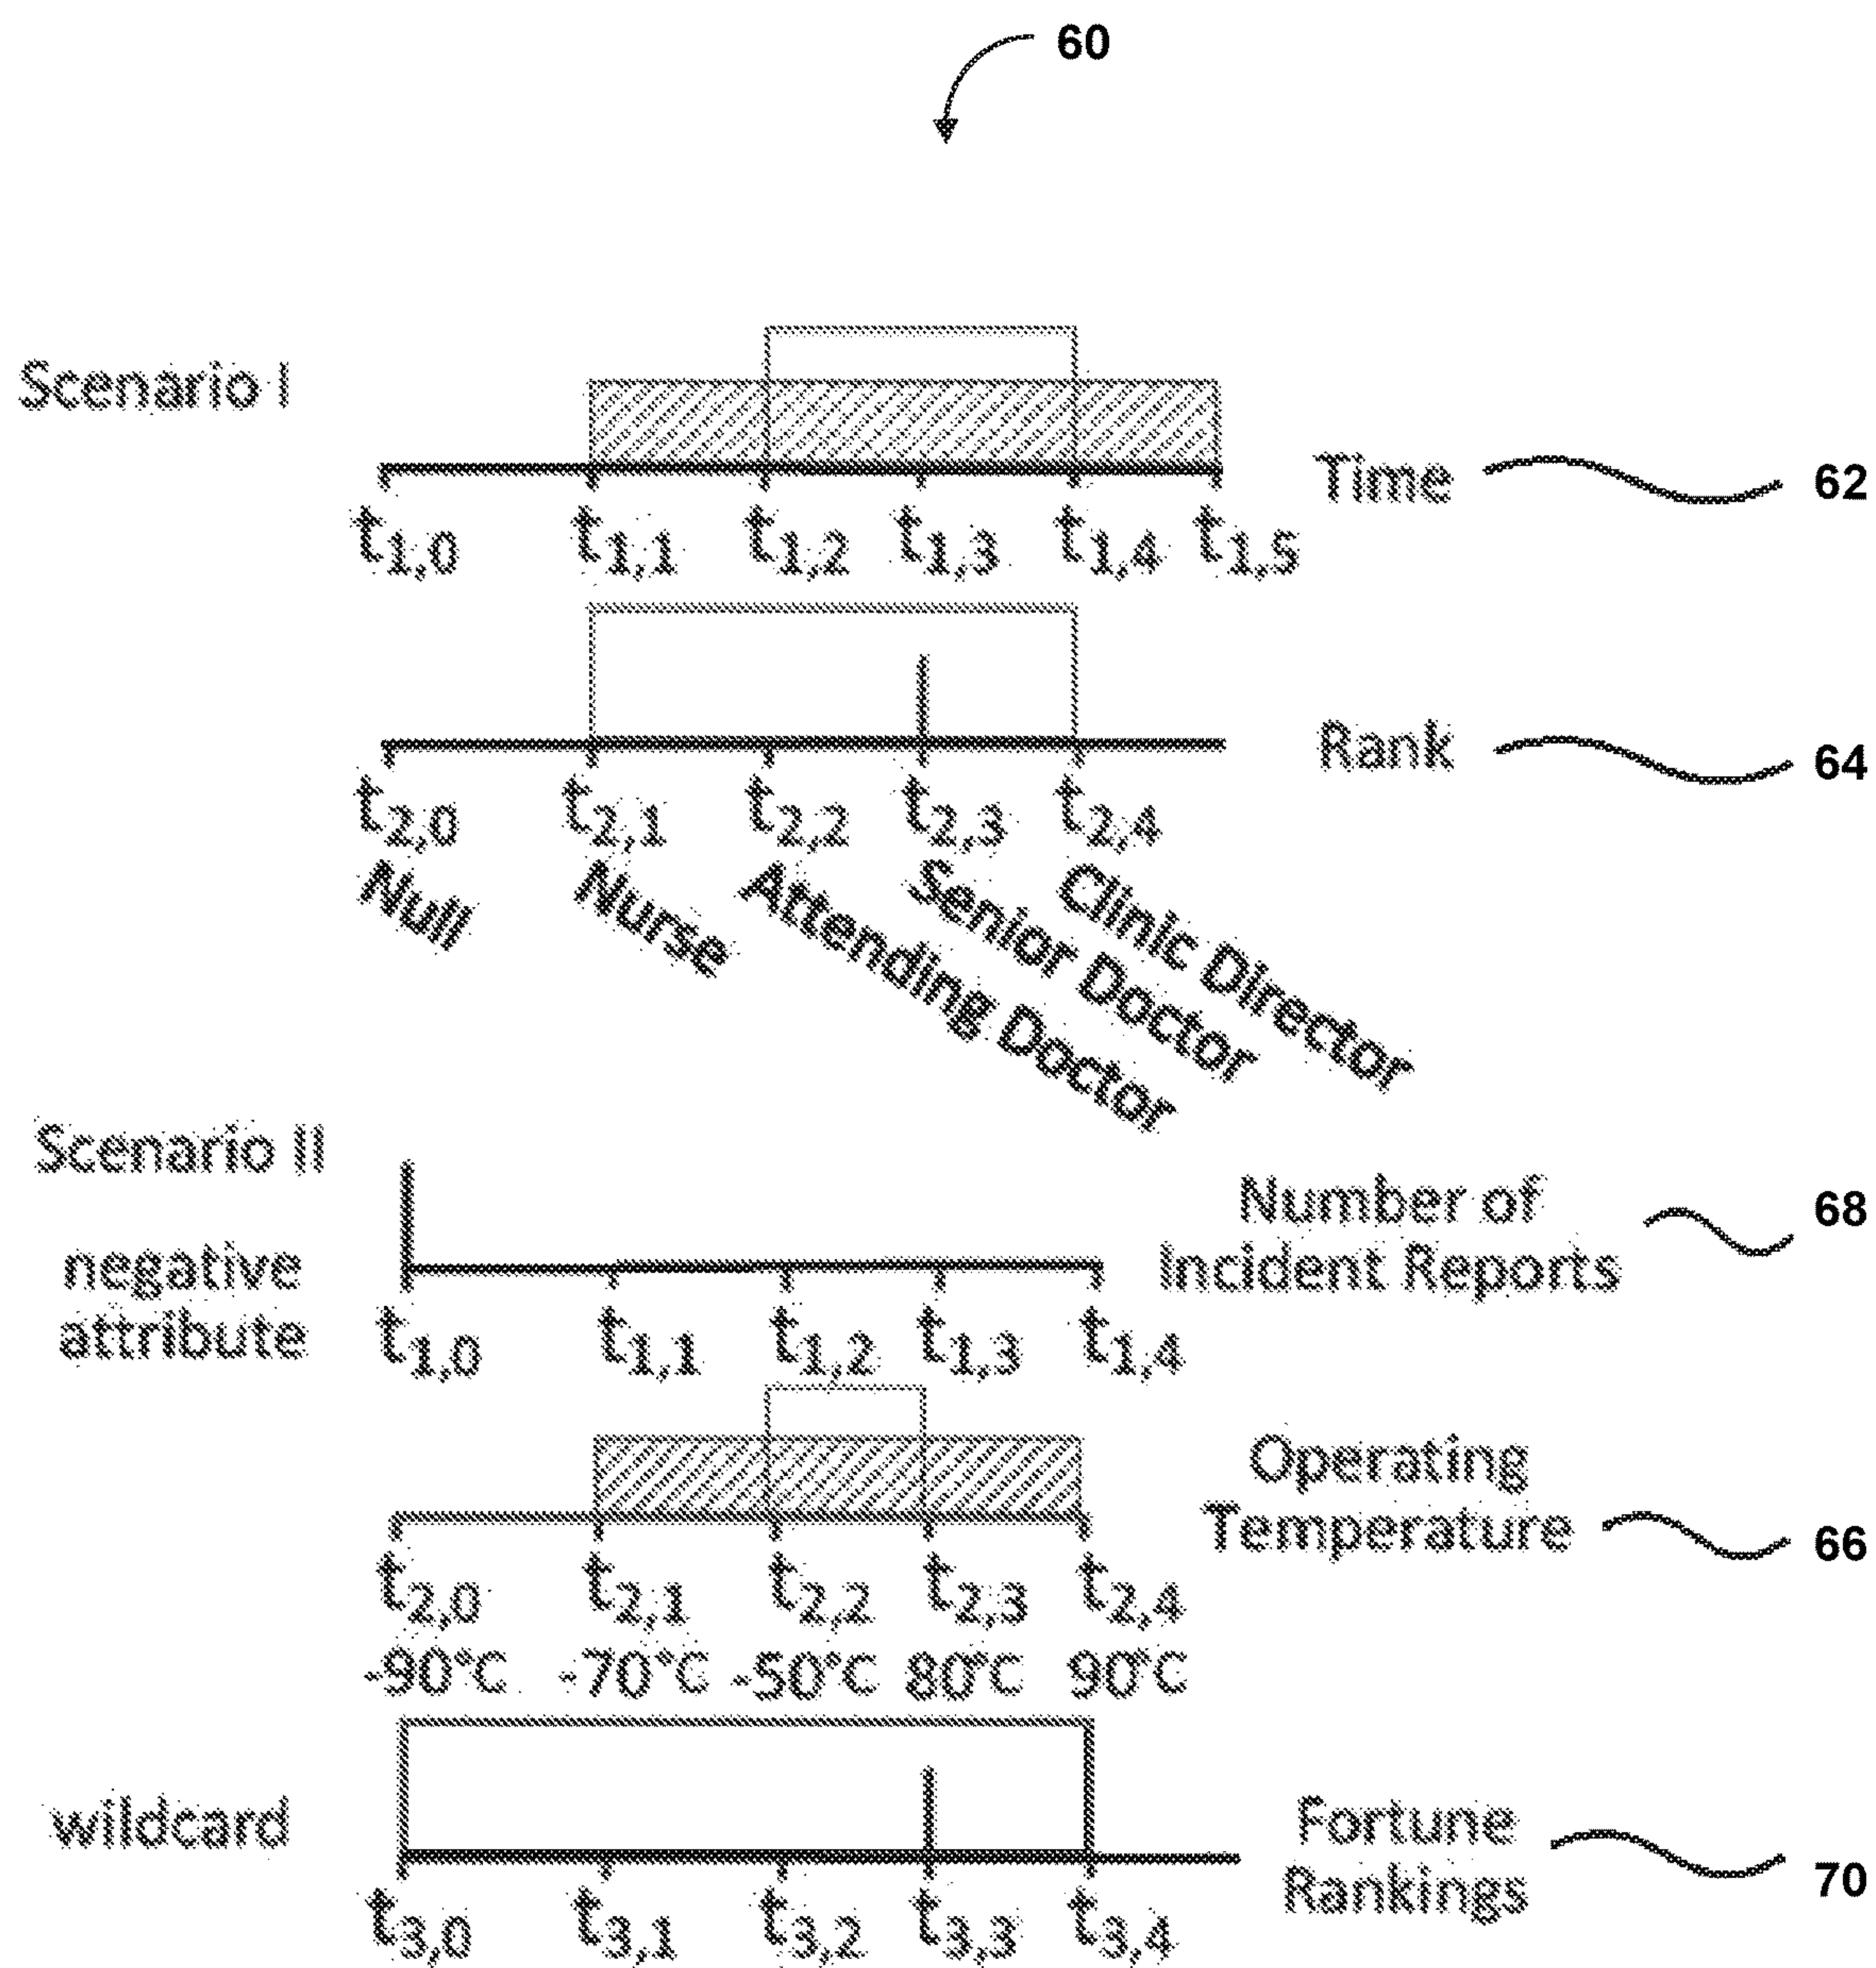 60
Scenario I
Time 62
t1,0 t1,1 t1,2 t1,3 t1,4 t1,5
Rank 64
t2,0 t2,1 t2,2 t2,3 t2,4
Null Nurse Attending Doctor Senior Doctor Clinic Director
Scenario II
Number of
Incident Reports 68
negative
attribute
t1,0 t1,1 t1,2 t1,3 t1,4
Operating
Temperature 66
t2,0 t2,1 t2,2 t2,3 t2,4
-90°C -70°C -50°C 80°C 90°C
wildcard
Fortune
Rankings 70
t3,0 t3,1 t3,2 t3,3 t3,4